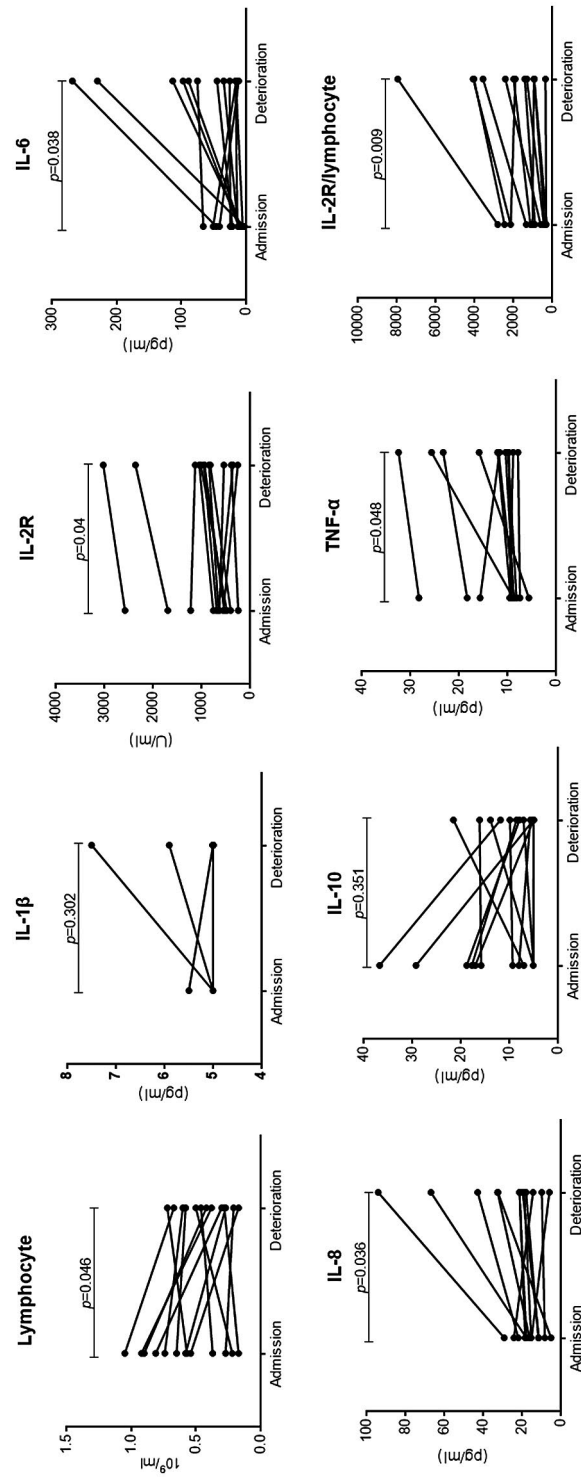 Lymphocyte
p=0.046
1.5
1.0
0.5
0.0
10⁹/ml
Admission
Deterioration
IL-1β
p=0.302
8
7
6
5
4
(pg/ml)
Admission
Deterioration
IL-2R
p=0.04
4000
3000
2000
1000
0
(U/ml)
Admission
Deterioration
IL-6
p=0.038
300
200
100
0
(pg/ml)
Admission
Deterioration
IL-8
p=0.036
100
80
60
40
20
0
(pg/ml)
Admission
Deterioration
IL-10
p=0.351
40
30
20
10
0
(pg/ml)
Admission
Deterioration
TNF-α
p=0.048
40
30
20
10
0
(pg/ml)
Admission
Deterioration
IL-2R/lymphocyte
p=0.009
10000
8000
6000
4000
2000
0
Admission
Deterioration